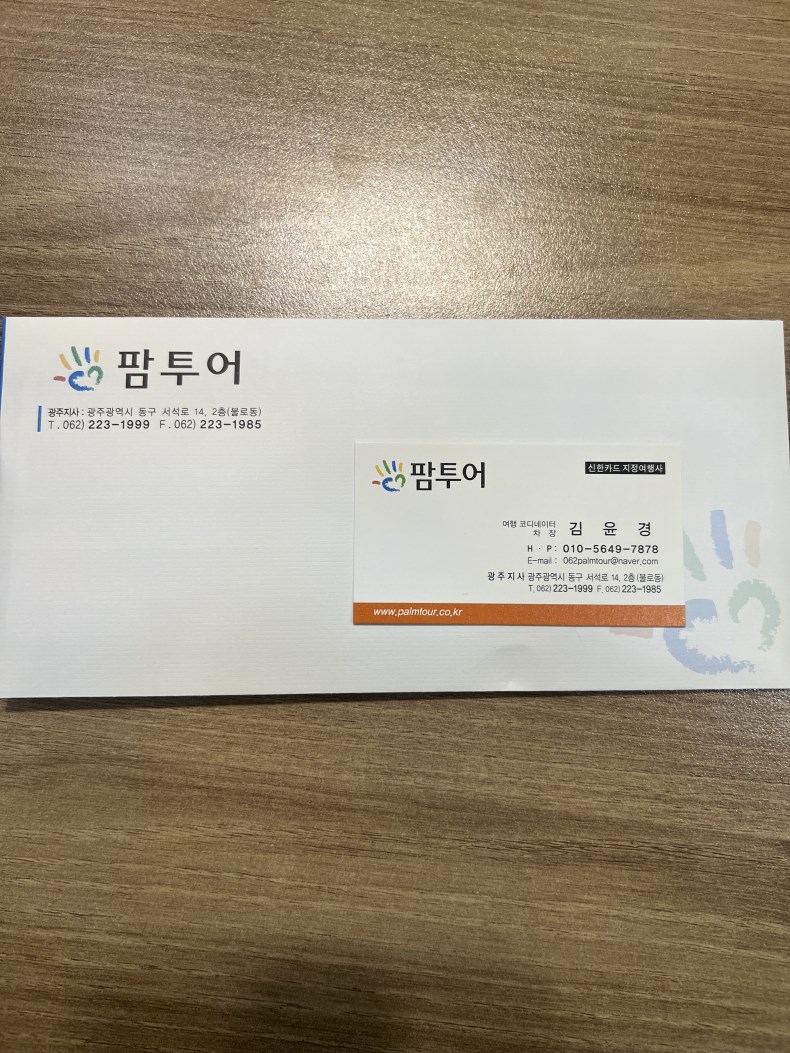 팜투어
광주지사 : 광주광역시 동구 서석로 14, 2층(불로동)
T . 062) 223-1999 F . 062) 223-1985
팜투어
신한카드 지정여행사
여행 코디네이터
차 장 김 윤 경
H · P : 010-5649-7878
E-mail : 062palmtour@naver.com
광 주 지 사 광주광역시 동구 서석로 14, 2층(불로동)
T. 062) 223-1999 F. 062) 223-1985
www.palmtour.co.kr